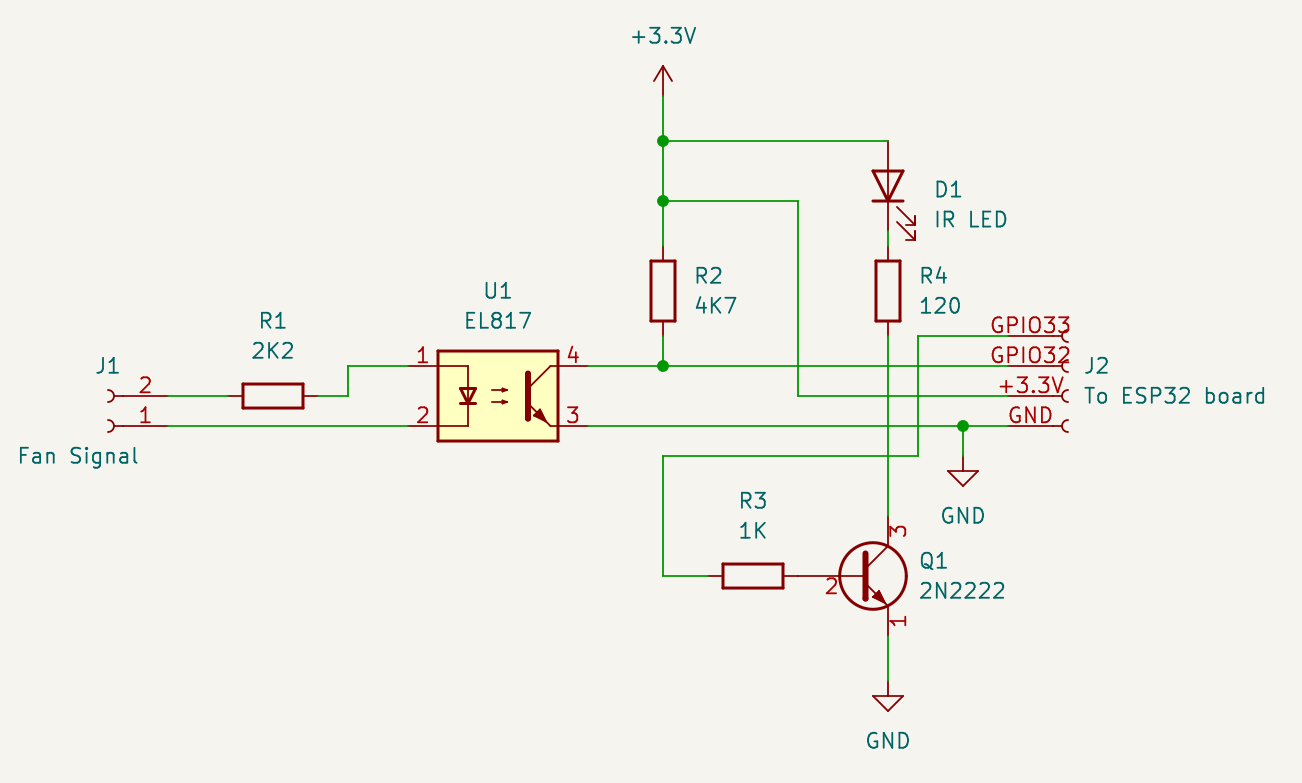 +3.3V
D1
IR LED
R2
4K7
R4
120
U1
EL817
R1
2K2
J1
2
1
Fan Signal
1
2
4
3
GPIO33
GPIO32
+3.3V
GND
J2
To ESP32 board
GND
R3
1K
3
2
1
Q1
2N2222
GND